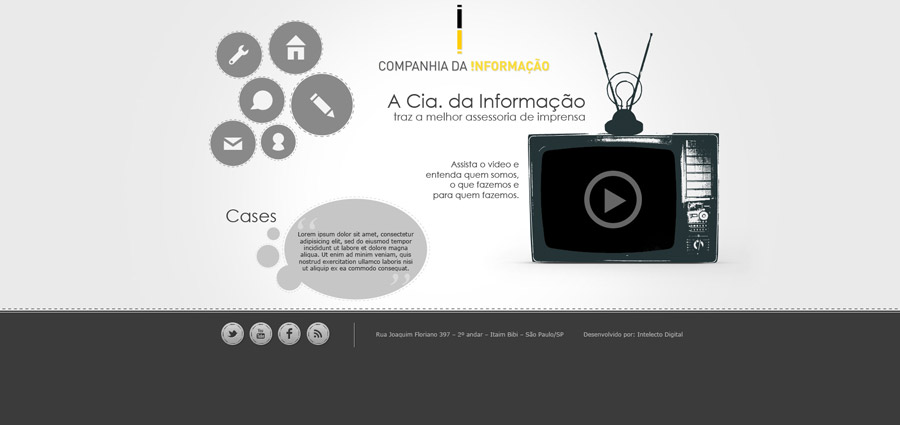 COMPANHIA DA !NFORMAÇÃO
A Cia. da Informação
traz a melhor assessoria de imprensa
Assista o vídeo e
entenda quem somos,
o que fazemos e
para quem fazemos.
Cases
“
Lorem ipsum dolor sit amet, consectetur
adipisicing elit, sed do eiusmod tempor
incididunt ut labore et dolore magna
aliqua. Ut enim ad minim veniam, quis
nostrud exercitation ullamco laboris nisi
ut aliquip ex ea commodo consequat.
”
You
Tube
Rua Joaquim Floriano 397 – 2º andar – Itaim Bibi – São Paulo/SP
Desenvolvido por: Intelecto Digital